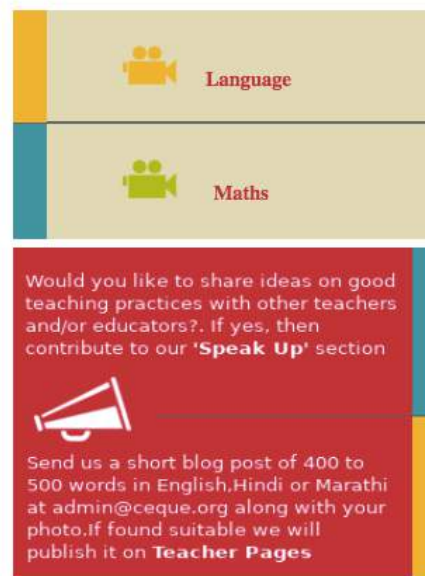 Language
Maths
Would you like to share ideas on good
teaching practices with other teachers
and/or educators?. If yes, then
contribute to our 'Speak Up' section
Send us a short blog post of 400 to
500 words in English,Hindi or Marathi
at admin@ceque.org along with your
photo.If found suitable we will
publish it on Teacher Pages